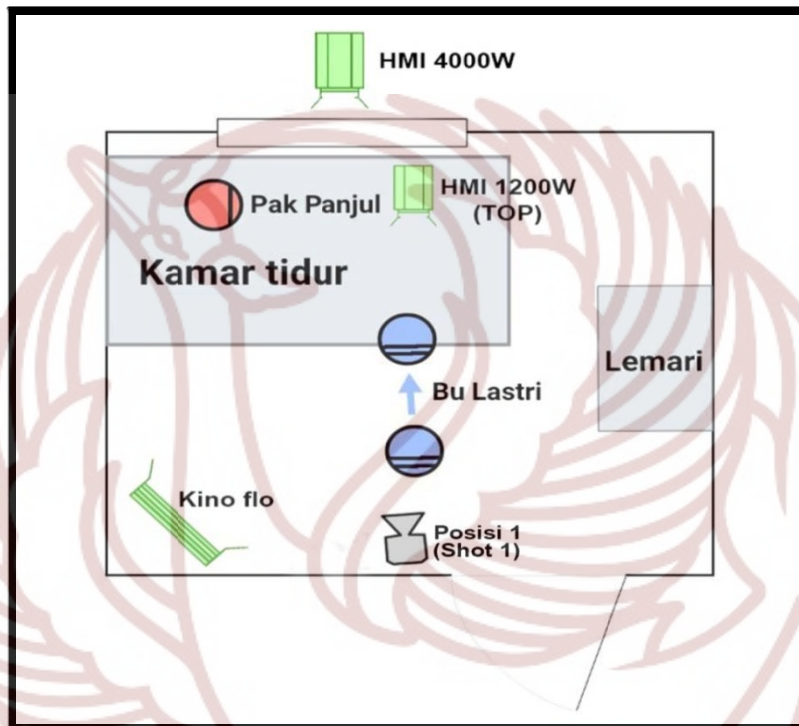 HMI 4000W
HMI 1200W
(TOP)
Pak Panjul
Kamar tidur
Lemari
Bu Lastri
Kino flo
Posisi 1
(Shot 1)